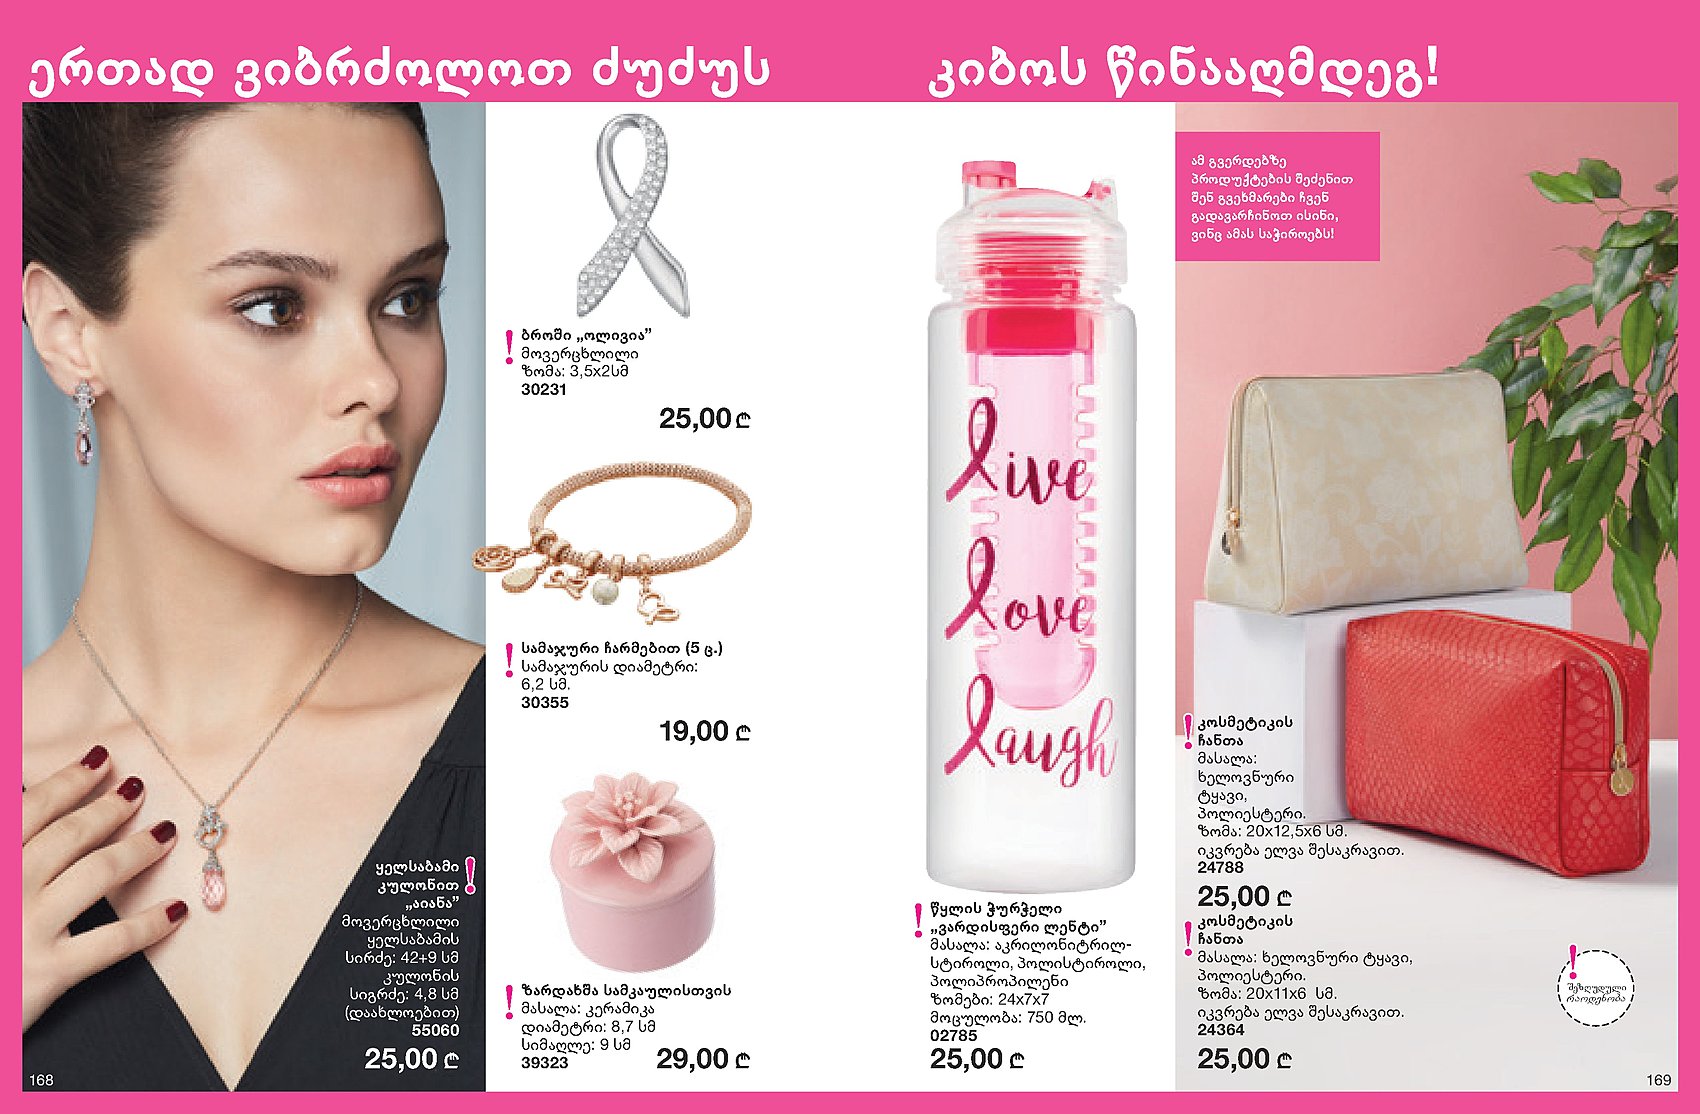 ერთად ვიბრძოლოთ ძუძუს კიბოს წინააღმდეგ!
ყელსაბამი
კულონით
„აიანა”
მოვერცხლილი
ყელსაბამის
სირძე: 42+9 სმ
კულონის
სიგრძე: 4,8 სმ
(დაახლოებით)
55060
25,00 ₾
168
ბროში „ოლივია”
მოვერცხლილი
ზომა: 3,5x2სმ
30231
25,00 ₾
სამაჯური ჩარმებით (5 ც.)
სამაჯურის დიამეტრი:
6,2 სმ.
30355
19,00 ₾
ზარდახშა სამკაულისთვის
მასალა: კერამიკა
დიამეტრი: 8,7 სმ
სიმაღლე: 9 სმ
39323
29,00 ₾
live
love
laugh
წყლის ჭურჭელი
„ვარდისფერი ლენტი”
მასალა: აკრილონიტრილ-
სტიროლი, პოლისტიროლი,
პოლიპროპილენი
ზომები: 24x7x7
მოცულობა: 750 მლ.
02785
25,00 ₾
ამ გვერდებზე
პროდუქტების შეძენით
შენ გვეხმარები ჩვენ
გადავარჩინოთ ისინი,
ვინც ამას საჭიროებს!
კოსმეტიკის
ჩანთა
მასალა:
ხელოვნური
ტყავი,
პოლიესტერი.
ზომა: 20x12,5x6 სმ.
იკვრება ელვა შესაკრავით.
24788
25,00 ₾
კოსმეტიკის
ჩანთა
მასალა: ხელოვნური ტყავი,
პოლიესტერი.
ზომა: 20x11x6 სმ.
იკვრება ელვა შესაკრავით.
24364
25,00 ₾
შეზღუდული
რაოდენობა
169